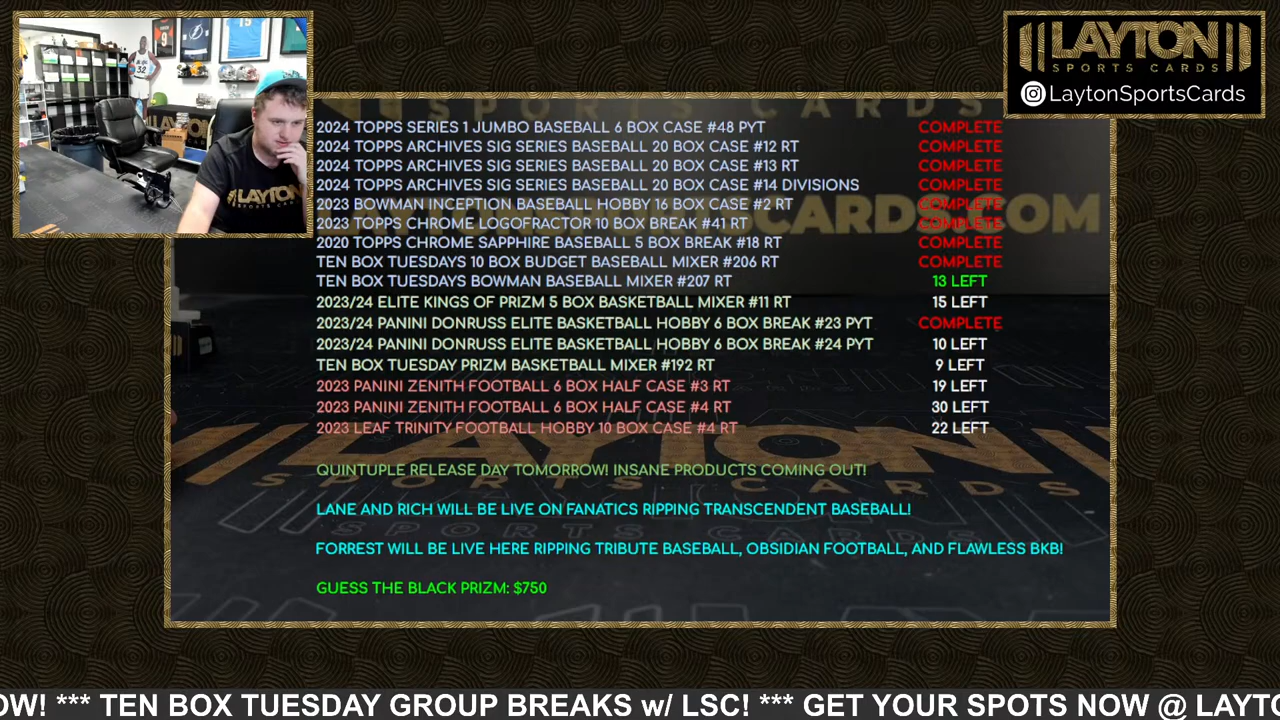 LAYTON
SPORTS CARDS
LaytonSportsCards
SPORTS CARDS
2024 TOPPS SERIES 1 JUMBO BASEBALL 6 BOX CASE #48 PYT COMPLETE
2024 TOPPS ARCHIVES SIG SERIES BASEBALL 20 BOX CASE #12 RT COMPLETE
2024 TOPPS ARCHIVES SIG SERIES BASEBALL 20 BOX CASE #13 RT COMPLETE
2024 TOPPS ARCHIVES SIG SERIES BASEBALL 20 BOX CASE #14 DIVISIONS COMPLETE
2023 BOWMAN INCEPTION BASEBALL HOBBY 16 BOX CASE #2 RT COMPLETE
2023 TOPPS CHROME LOGOFRACTOR 10 BOX BREAK #41 RT COMPLETE
2020 TOPPS CHROME SAPPHIRE BASEBALL 5 BOX BREAK #18 RT COMPLETE
TEN BOX TUESDAYS 10 BOX BUDGET BASEBALL MIXER #206 RT COMPLETE
TEN BOX TUESDAYS BOWMAN BASEBALL MIXER #207 RT 13 LEFT
2023/24 ELITE KINGS OF PRIZM 5 BOX BASKETBALL MIXER #11 RT 15 LEFT
2023/24 PANINI DONRUSS ELITE BASKETBALL HOBBY 6 BOX BREAK #23 PYT COMPLETE
2023/24 PANINI DONRUSS ELITE BASKETBALL HOBBY 6 BOX BREAK #24 PYT 10 LEFT
TEN BOX TUESDAY PRIZM BASKETBALL MIXER #192 RT 9 LEFT
2023 PANINI ZENITH FOOTBALL 6 BOX HALF CASE #3 RT 19 LEFT
2023 PANINI ZENITH FOOTBALL 6 BOX HALF CASE #4 RT 30 LEFT
2023 LEAF TRINITY FOOTBALL HOBBY 10 BOX CASE #4 RT 22 LEFT
QUINTUPLE RELEASE DAY TOMORROW! INSANE PRODUCTS COMING OUT!
LANE AND RICH WILL BE LIVE ON FANATICS RIPPING TRANSCENDENT BASEBALL!
FORREST WILL BE LIVE HERE RIPPING TRIBUTE BASEBALL, OBSIDIAN FOOTBALL, AND FLAWLESS BKB!
GUESS THE BLACK PRIZM: $750
OW! *** TEN BOX TUESDAY GROUP BREAKS w/ LSC! *** GET YOUR SPOTS NOW @ LAYTO